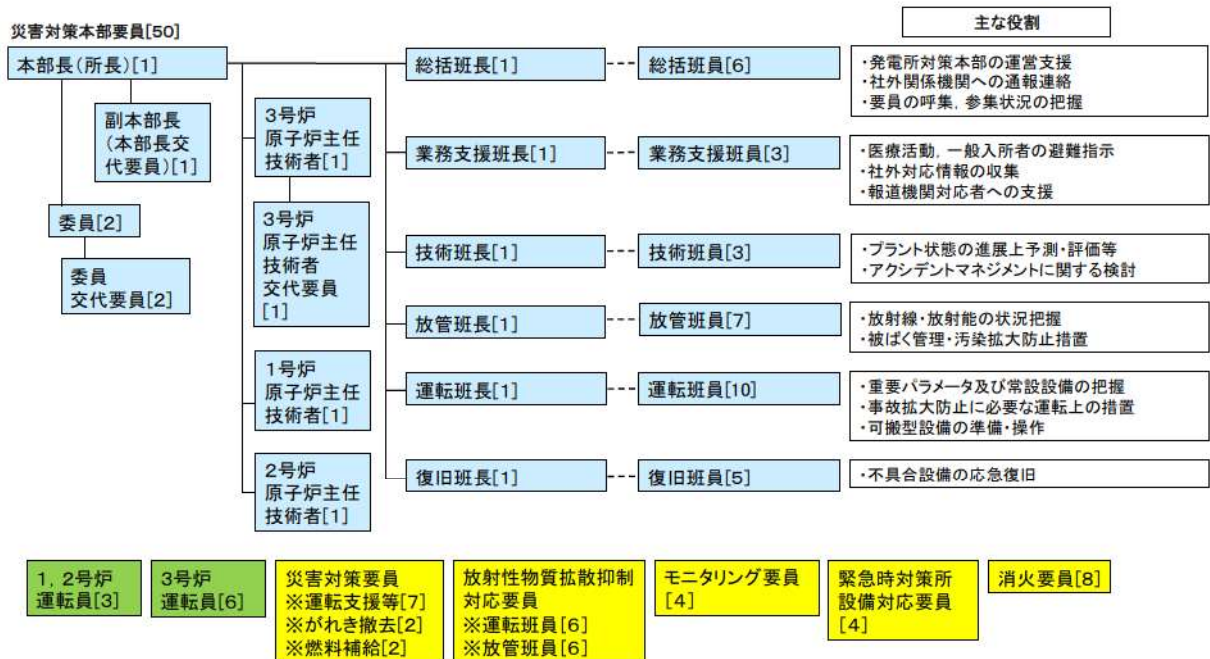 災害対策本部要員[50]
本部長(所長)[1]
副本部長
(本部長交
代要員)[1]
委員[2]
委員
交代要員[2]
3号炉
原子炉主任
技術者[1]
3号炉
原子炉主任
技術者
交代要員
[1]
1号炉
原子炉主任
技術者[1]
2号炉
原子炉主任
技術者[1]
主な役割
総括班長[1]
総括班員[6]
・発電所対策本部の運営支援
・社外関係機関への通報連絡
・要員の呼集，参集状況の把握
業務支援班長[1]
業務支援班員[3]
・医療活動，一般入所者の避難指示
・社外対応情報の収集
・報道機関対応者への支援
技術班長[1]
技術班員[3]
・プラント状態の進展上予測・評価等
・アクシデントマネジメントに関する検討
放管班長[1]
放管班員[7]
・放射線・放射能の状況把握
・被ばく管理・汚染拡大防止措置
運転班長[1]
運転班員[10]
・重要パラメータ及び常設設備の把握
・事故拡大防止に必要な運転上の措置
・可搬型設備の準備・操作
復旧班長[1]
復旧班員[5]
・不具合設備の応急復旧
1，2号炉
運転員[3]
3号炉
運転員[6]
災害対策要員
※運転支援等[7]
※がれき撤去[2]
※燃料補給[2]
放射性物質拡散抑制
対応要員
※運転班員[6]
※放管班員[6]
モニタリング要員
[4]
緊急時対策所
設備対応要員
[4]
消火要員[8]